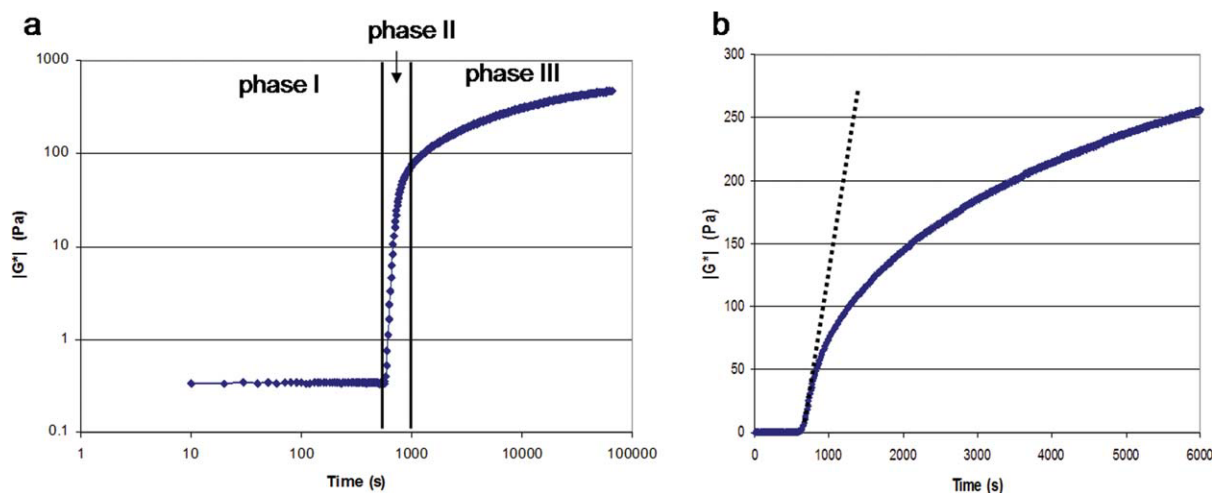 a
phase I
phase II
phase III
1000
100
10
1
0.1
|G*| (Pa)
1 10 100 1000 10000 100000
Time (s)
b
300
250
200
150
100
50
0
|G*| (Pa)
0 1000 2000 3000 4000 5000 6000
Time (s)